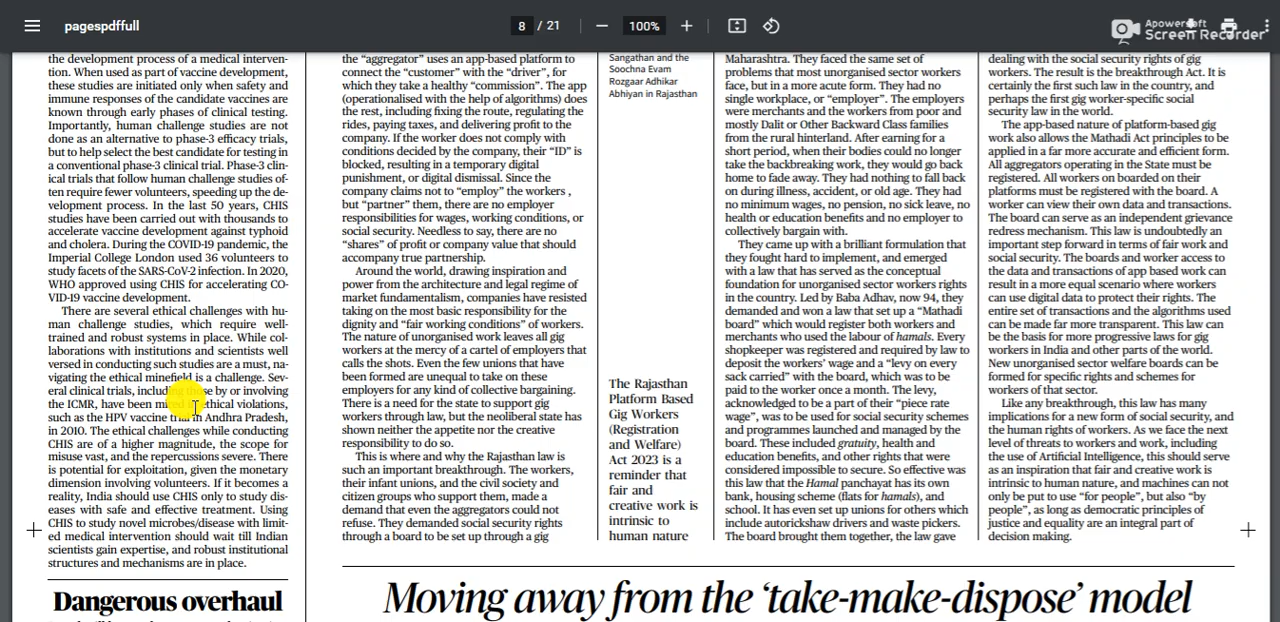 pagespdffull
8 / 21
100%
Apowersoft
Screen Recorder
the development process of a medical interven-
tion. When used as part of vaccine development,
these studies are initiated only when safety and
immune responses of the candidate vaccines are
known through early phases of clinical testing.
Importantly, human challenge studies are not
done as an alternative to phase-3 efficacy trials,
but to help select the best candidate for testing in
a conventional phase-3 clinical trial. Phase-3 clin-
ical trials that follow human challenge studies of-
ten require fewer volunteers, speeding up the de-
velopment process. In the last 50 years, CHIS
studies have been carried out with thousands to
accelerate vaccine development against typhoid
and cholera. During the COVID-19 pandemic, the
Imperial College London used 36 volunteers to
study facets of the SARS-CoV-2 infection. In 2020,
WHO approved using CHIS for accelerating CO-
VID-19 vaccine development.
There are several ethical challenges with hu-
man challenge studies, which require well-
trained and robust systems in place. While col-
laborations with institutions and scientists well
versed in conducting such studies are a must, na-
vigating the ethical minefield is a challenge. Sev-
eral clinical trials, including those by or involving
the ICMR, have been mired in ethical violations,
such as the HPV vaccine trial in Andhra Pradesh,
in 2010. The ethical challenges while conducting
CHIS are of a higher magnitude, the scope for
misuse vast, and the repercussions severe. There
is potential for exploitation, given the monetary
dimension involving volunteers. If it becomes a
reality, India should use CHIS only to study dis-
eases with safe and effective treatment. Using
CHIS to study novel microbes/disease with limit-
ed medical intervention should wait till Indian
scientists gain expertise, and robust institutional
structures and mechanisms are in place.
Dangerous overhaul
the “aggregator” uses an app-based platform to
connect the “customer” with the “driver”, for
which they take a healthy “commission”. The app
(operationalised with the help of algorithms) does
the rest, including fixing the route, regulating the
rides, paying taxes, and delivering profit to the
company. If the worker does not comply with
conditions decided by the company, their “ID” is
blocked, resulting in a temporary digital
punishment, or digital dismissal. Since the
company claims not to “employ” the workers ,
but “partner” them, there are no employer
responsibilities for wages, working conditions, or
social security. Needless to say, there are no
“shares” of profit or company value that should
accompany true partnership.
Around the world, drawing inspiration and
power from the architecture and legal regime of
market fundamentalism, companies have resisted
taking on the most basic responsibility for the
dignity and “fair working conditions” of workers.
The nature of unorganised work leaves all gig
workers at the mercy of a cartel of employers that
calls the shots. Even the few unions that have
been formed are unequal to take on these
employers for any kind of collective bargaining.
There is a need for the state to support gig
workers through law, but the neoliberal state has
shown neither the appetite nor the creative
responsibility to do so.
This is where and why the Rajasthan law is
such an important breakthrough. The workers,
their infant unions, and the civil society and
citizen groups who support them, made a
demand that even the aggregators could not
refuse. They demanded social security rights
through a board to be set up through a gig
Sangathan and the
Soochna Evam
Rozgaar Adhikar
Abhiyan in Rajasthan
The Rajasthan
Platform Based
Gig Workers
(Registration
and Welfare)
Act 2023 is a
reminder that
fair and
creative work is
intrinsic to
human nature
Maharashtra. They faced the same set of
problems that most unorganised sector workers
face, but in a more acute form. They had no
single workplace, or “employer”. The employers
were merchants and the workers from poor and
mostly Dalit or Other Backward Class families
from the rural hinterland. After earning for a
short period, when their bodies could no longer
take the backbreaking work, they would go back
home to fade away. They had nothing to fall back
on during illness, accident, or old age. They had
no minimum wages, no pension, no sick leave, no
health or education benefits and no employer to
collectively bargain with.
They came up with a brilliant formulation that
they fought hard to implement, and emerged
with a law that has served as the conceptual
foundation for unorganised sector workers rights
in the country. Led by Baba Adhav, now 94, they
demanded and won a law that set up a “Mathadi
board” which would register both workers and
merchants who used the labour of hamals. Every
shopkeeper was registered and required by law to
deposit the workers’ wage and a “levy on every
sack carried” with the board, which was to be
paid to the worker once a month. The levy,
acknowledged to be a part of their “piece rate
wage”, was to be used for social security schemes
and programmes launched and managed by the
board. These included gratuity, health and
education benefits, and other rights that were
considered impossible to secure. So effective was
this law that the Hamal panchayat has its own
bank, housing scheme (flats for hamals), and
school. It has even set up unions for others which
include autorickshaw drivers and waste pickers.
The board brought them together, the law gave
dealing with the social security rights of gig
workers. The result is the breakthrough Act. It is
certainly the first such law in the country, and
perhaps the first gig worker-specific social
security law in the world.
The app-based nature of platform-based gig
work also allows the Mathadi Act principles to be
applied in a far more accurate and efficient form.
All aggregators operating in the State must be
registered. All workers on boarded on their
platforms must be registered with the board. A
worker can view their own data and transactions.
The board can serve as an independent grievance
redress mechanism. This law is undoubtedly an
important step forward in terms of fair work and
social security. The boards and worker access to
the data and transactions of app based work can
result in a more equal scenario where workers
can use digital data to protect their rights. The
entire set of transactions and the algorithms used
can be made far more transparent. This law can
be the basis for more progressive laws for gig
workers in India and other parts of the world.
New unorganised sector welfare boards can be
formed for specific rights and schemes for
workers of that sector.
Like any breakthrough, this law has many
implications for a new form of social security, and
the human rights of workers. As we face the next
level of threats to workers and work, including
the use of Artificial Intelligence, this should serve
as an inspiration that fair and creative work is
intrinsic to human nature, and machines can not
only be put to use “for people”, but also “by
people”, as long as democratic principles of
justice and equality are an integral part of
decision making.
Moving away from the ‘take-make-dispose’ model